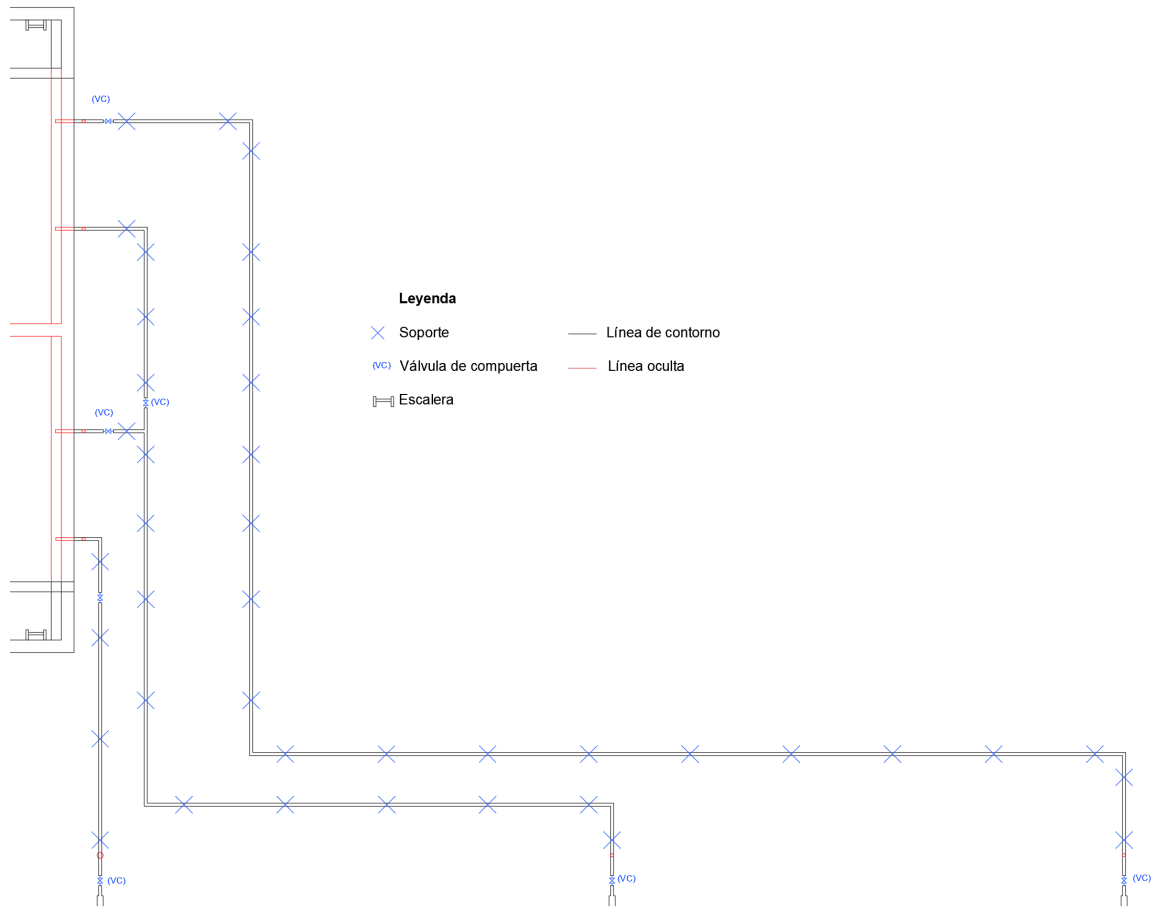 (VC)
Leyenda
Soporte
Línea de contorno
(VC) Válvula de compuerta
Línea oculta
Escalera
(VC)
(VC)
(VC)
(VC)
(VC)